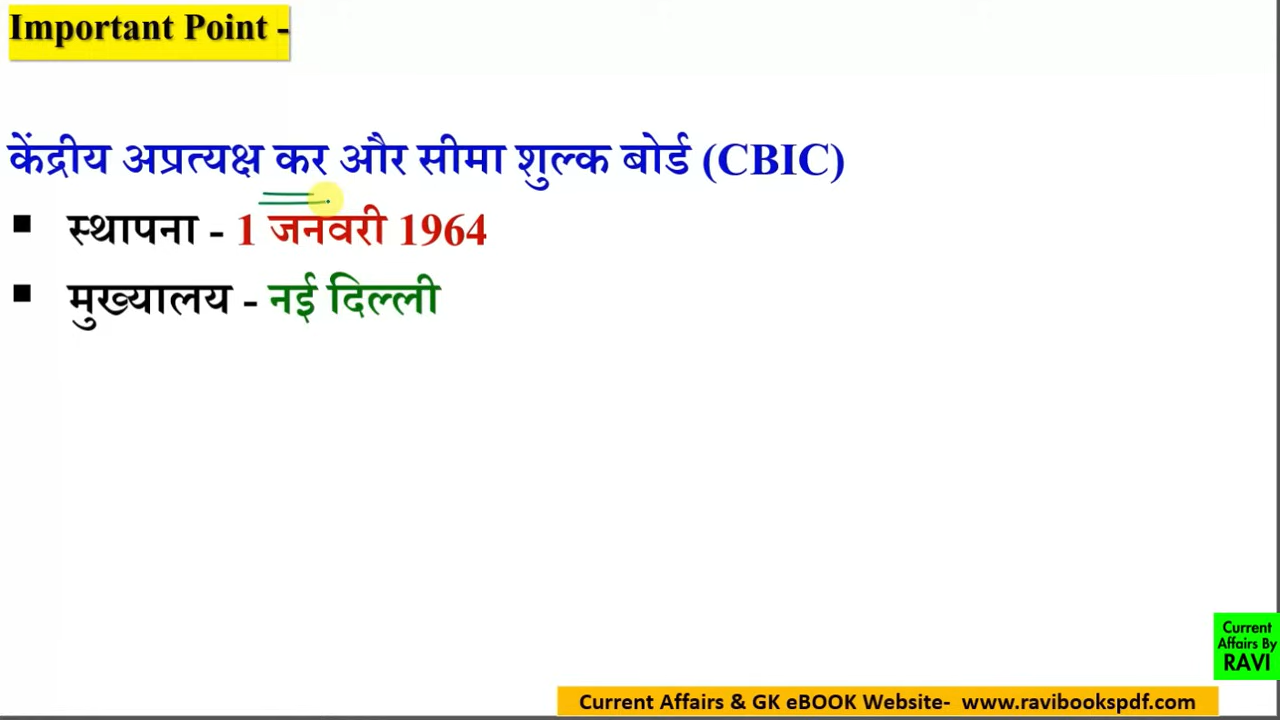 Important Point -
केंद्रीय अप्रत्यक्ष कर और सीमा शुल्क बोर्ड (CBIC)
▪ स्थापना - 1 जनवरी 1964
▪ मुख्यालय - नई दिल्ली
Current
Affairs By
RAVI
Current Affairs & GK eBOOK Website- www.ravibookspdf.com